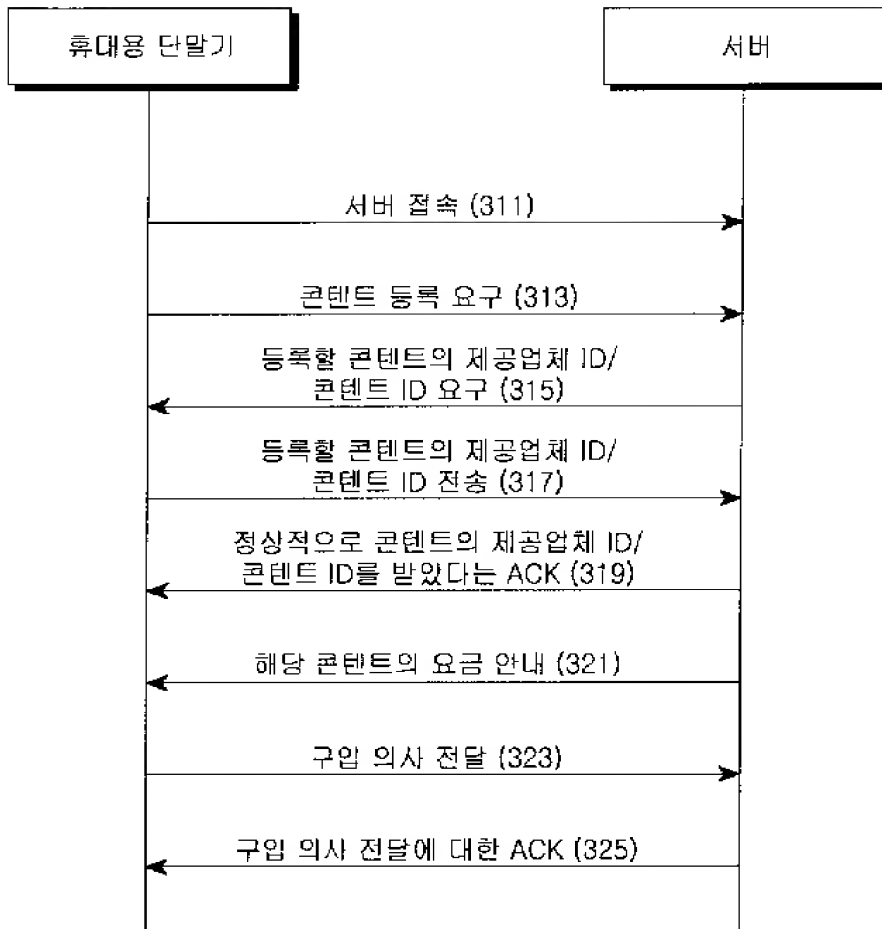 휴대용 단말기
서버
서버 접속 (311)
콘텐트 등록 요구 (313)
등록할 콘텐트의 제공업체 ID/
콘텐트 ID 요구 (315)
등록할 콘텐트의 제공업체 ID/
콘텐트 ID 전송 (317)
정상적으로 콘텐트의 제공업체 ID/
콘텐트 ID를 받았다는 ACK (319)
해당 콘텐트의 요금 안내 (321)
구입 의사 전달 (323)
구입 의사 전달에 대한 ACK (325)